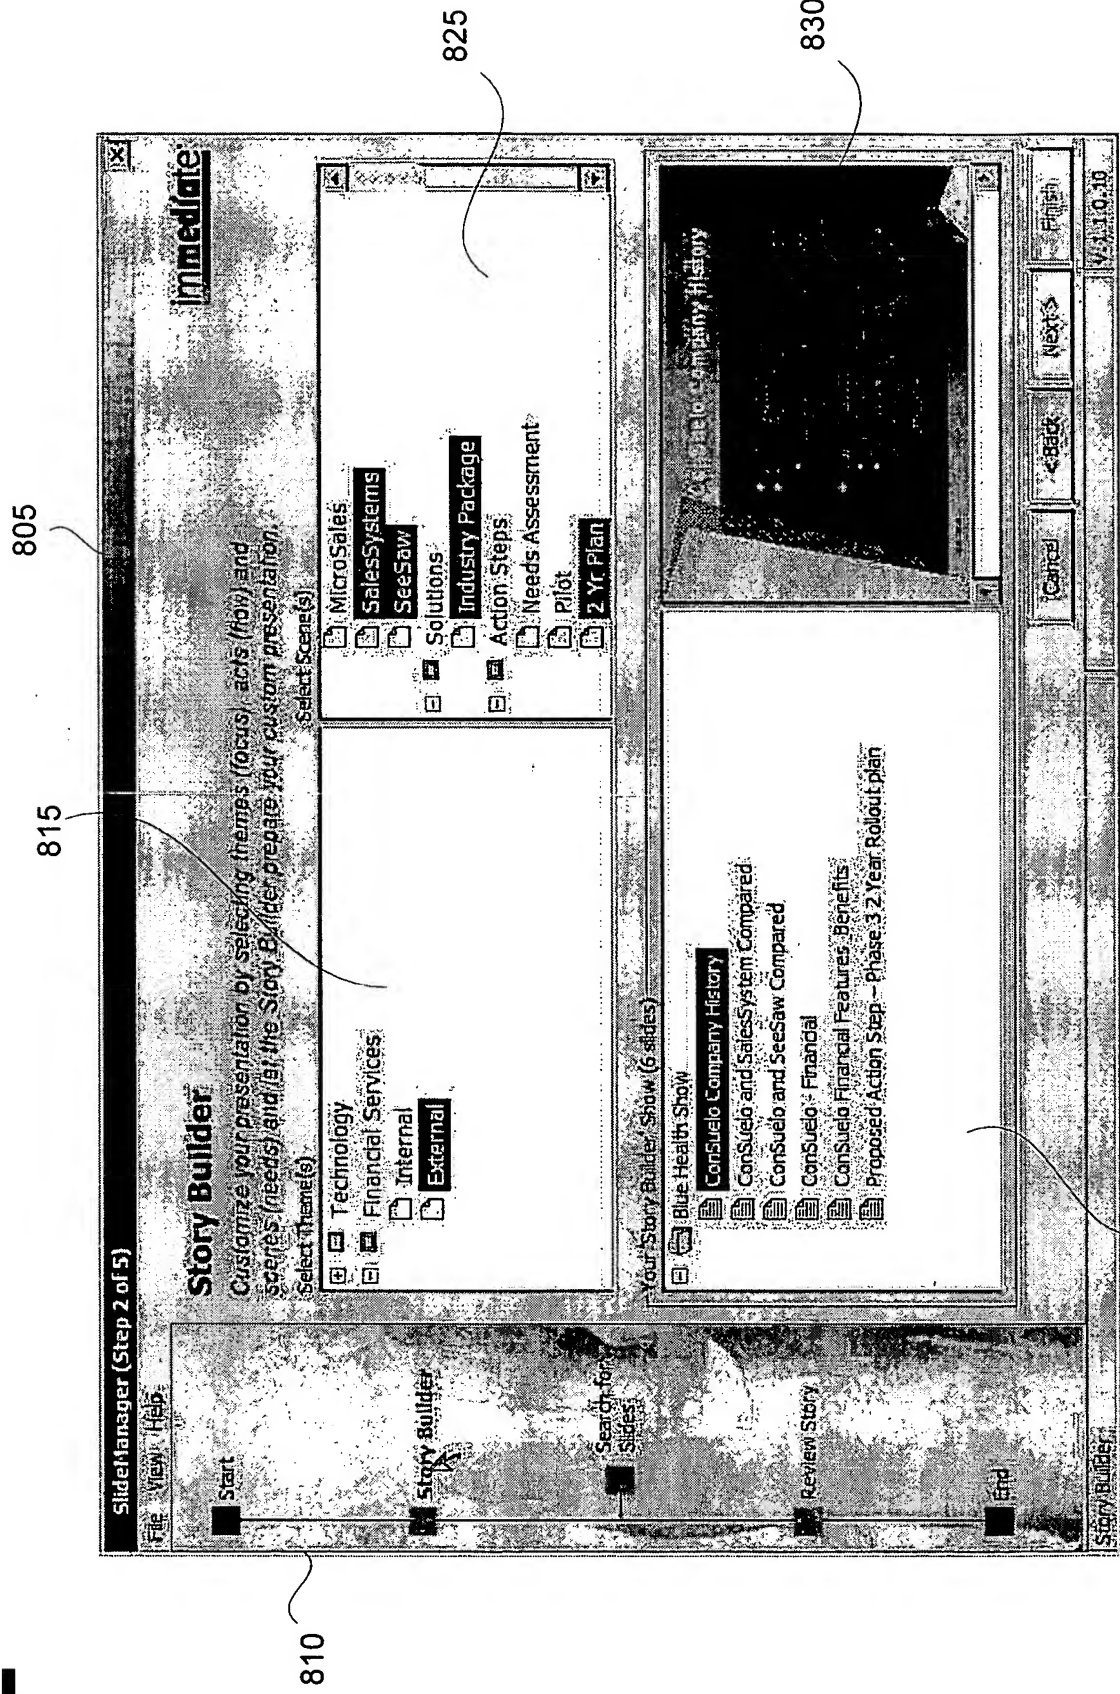 805
815
825
810
830
SlideManager (Step 2 of 5)
File View Help
Start
Story Builder
Search for
Slides
Review Story
End
Story Builder
immediate
Customize your presentation by selecting themes (focus), acts (flow) and
scenes (needs) and let the Story Builder prepare your custom presentation.
Select Theme(s)
Technology
Financial Services
Internal
External
Select Scene(s)
MicroSales
SalesSystems
SeeSaw
Solutions
Industry Package
Action Steps
Needs Assessment
Pilot
2 Yr. Plan
Your Story Builder Show (6 slides)
Blue Health Show
ConSuelo Company History
ConSuelo and SalesSystem Compared
ConSuelo and SeeSaw Compared
ConSuelo - Financial
ConSuelo Financial Features Benefits
Proposed Action Step - Phase 3 2 Year Rollout plan
Company History
Cancel
< Back
Next >
Finish
Story Builder